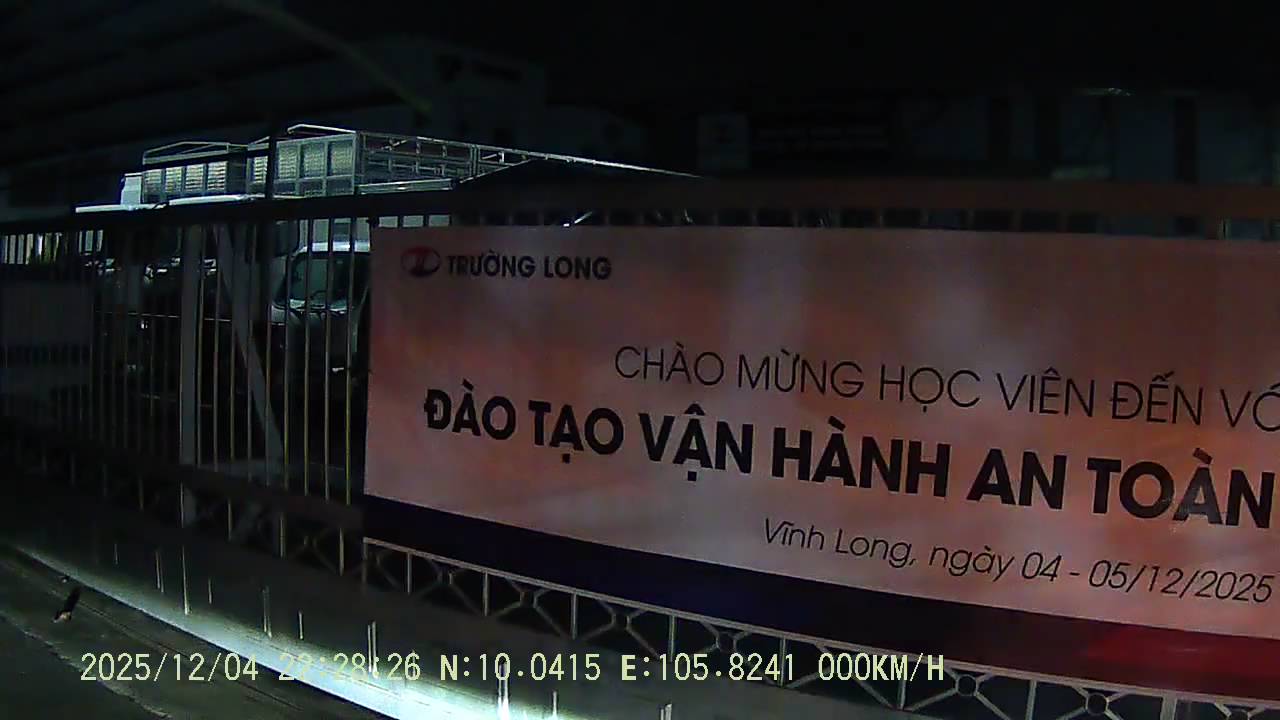 TRƯỜNG LONG
CHÀO MỪNG HỌC VIÊN ĐẾN VỚ
ĐÀO TẠO VẬN HÀNH AN TOÀN
Vĩnh Long, ngày 04 - 05/12/2025
2025/12/04 22:28:26 N:10.0415 E:105.8241 000KM/H